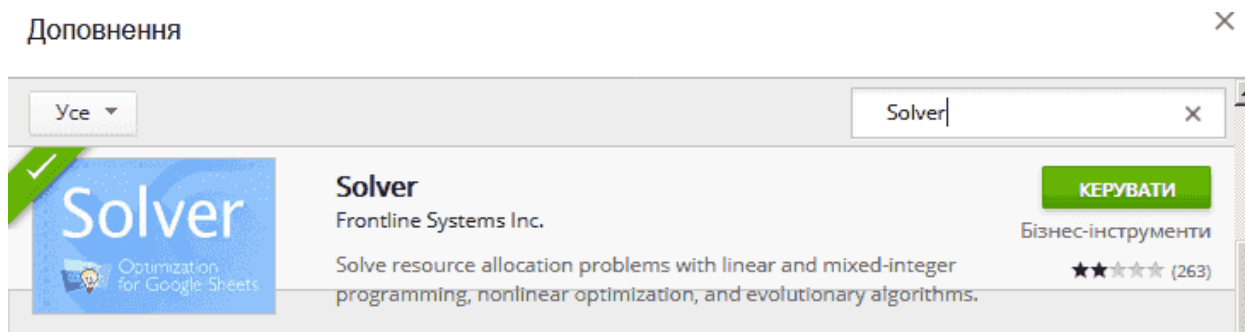 Доповнення
Усе
Solver
Solver
Optimization
for Google Sheets
Solver
Frontline Systems Inc.
Solve resource allocation problems with linear and mixed-integer
programming, nonlinear optimization, and evolutionary algorithms.
КЕРУВАТИ
Бізнес-інструменти
(263)